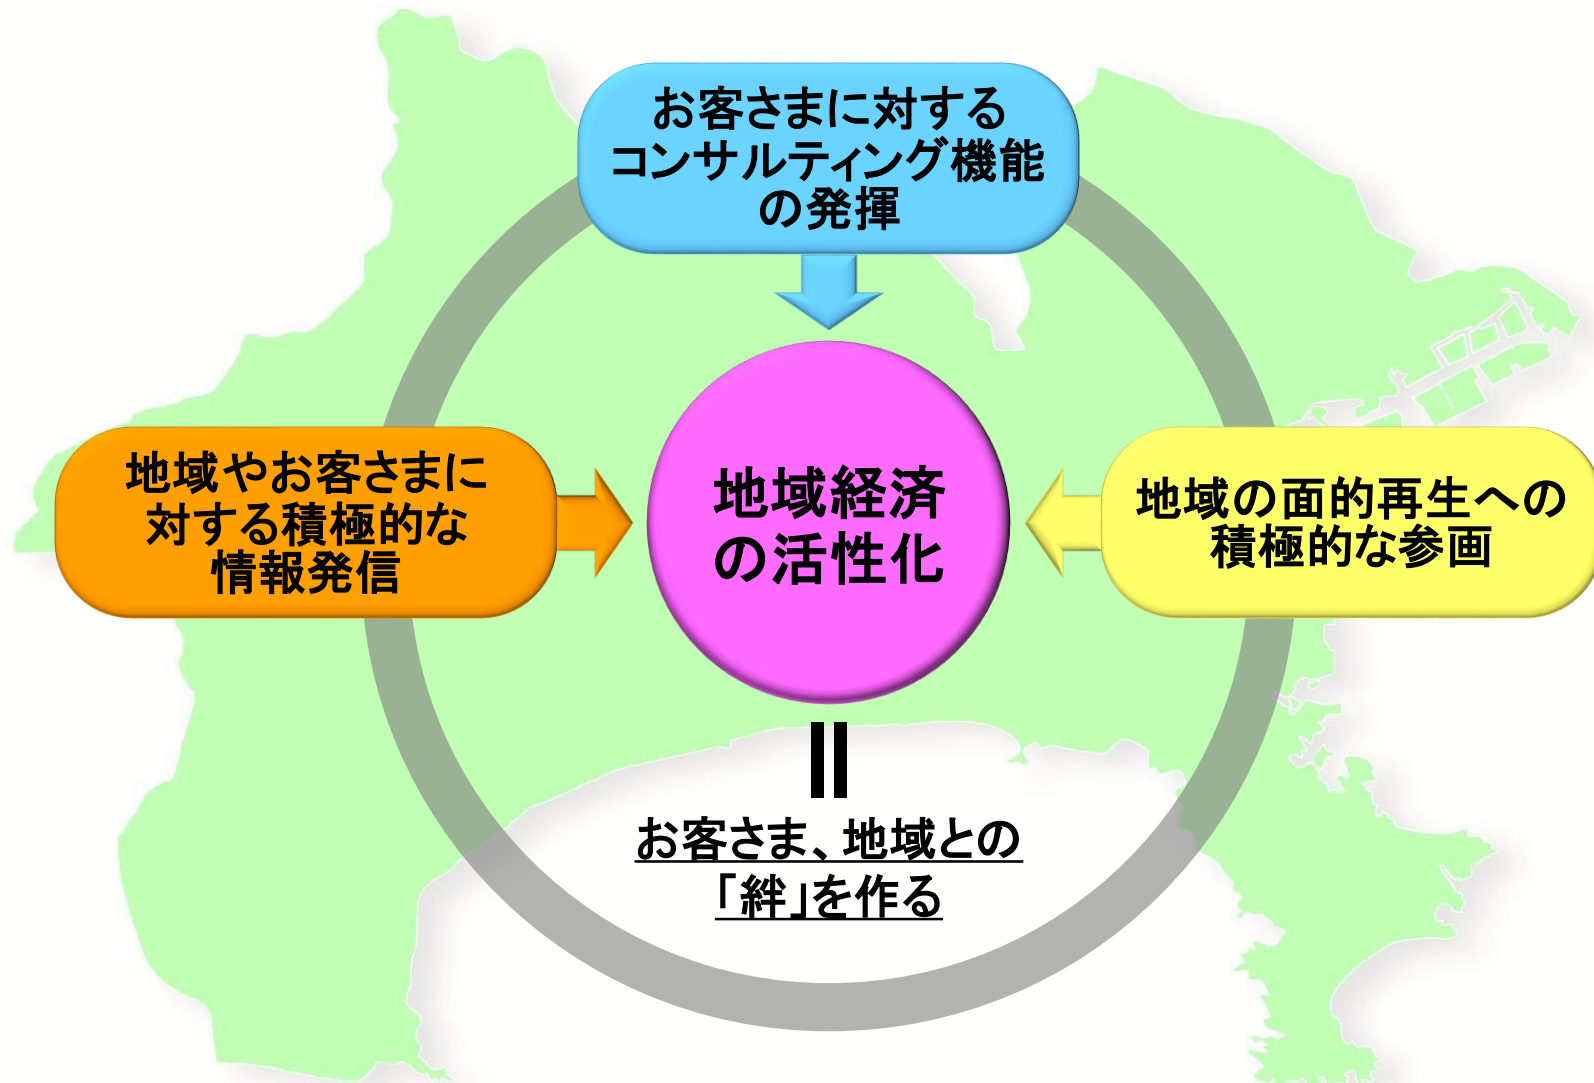 お客さまに対する
コンサルティング機能
の発揮
地域やお客さまに
対する積極的な
情報発信
地域経済
の活性化
地域の面的再生への
積極的な参画
お客さま、地域との
「絆」を作る